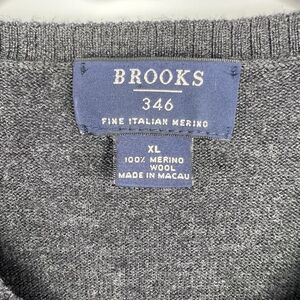 BROOKS
346
FINE ITALIAN MERINO
XL
100% MERINO
WOOL
MADE IN MACAU